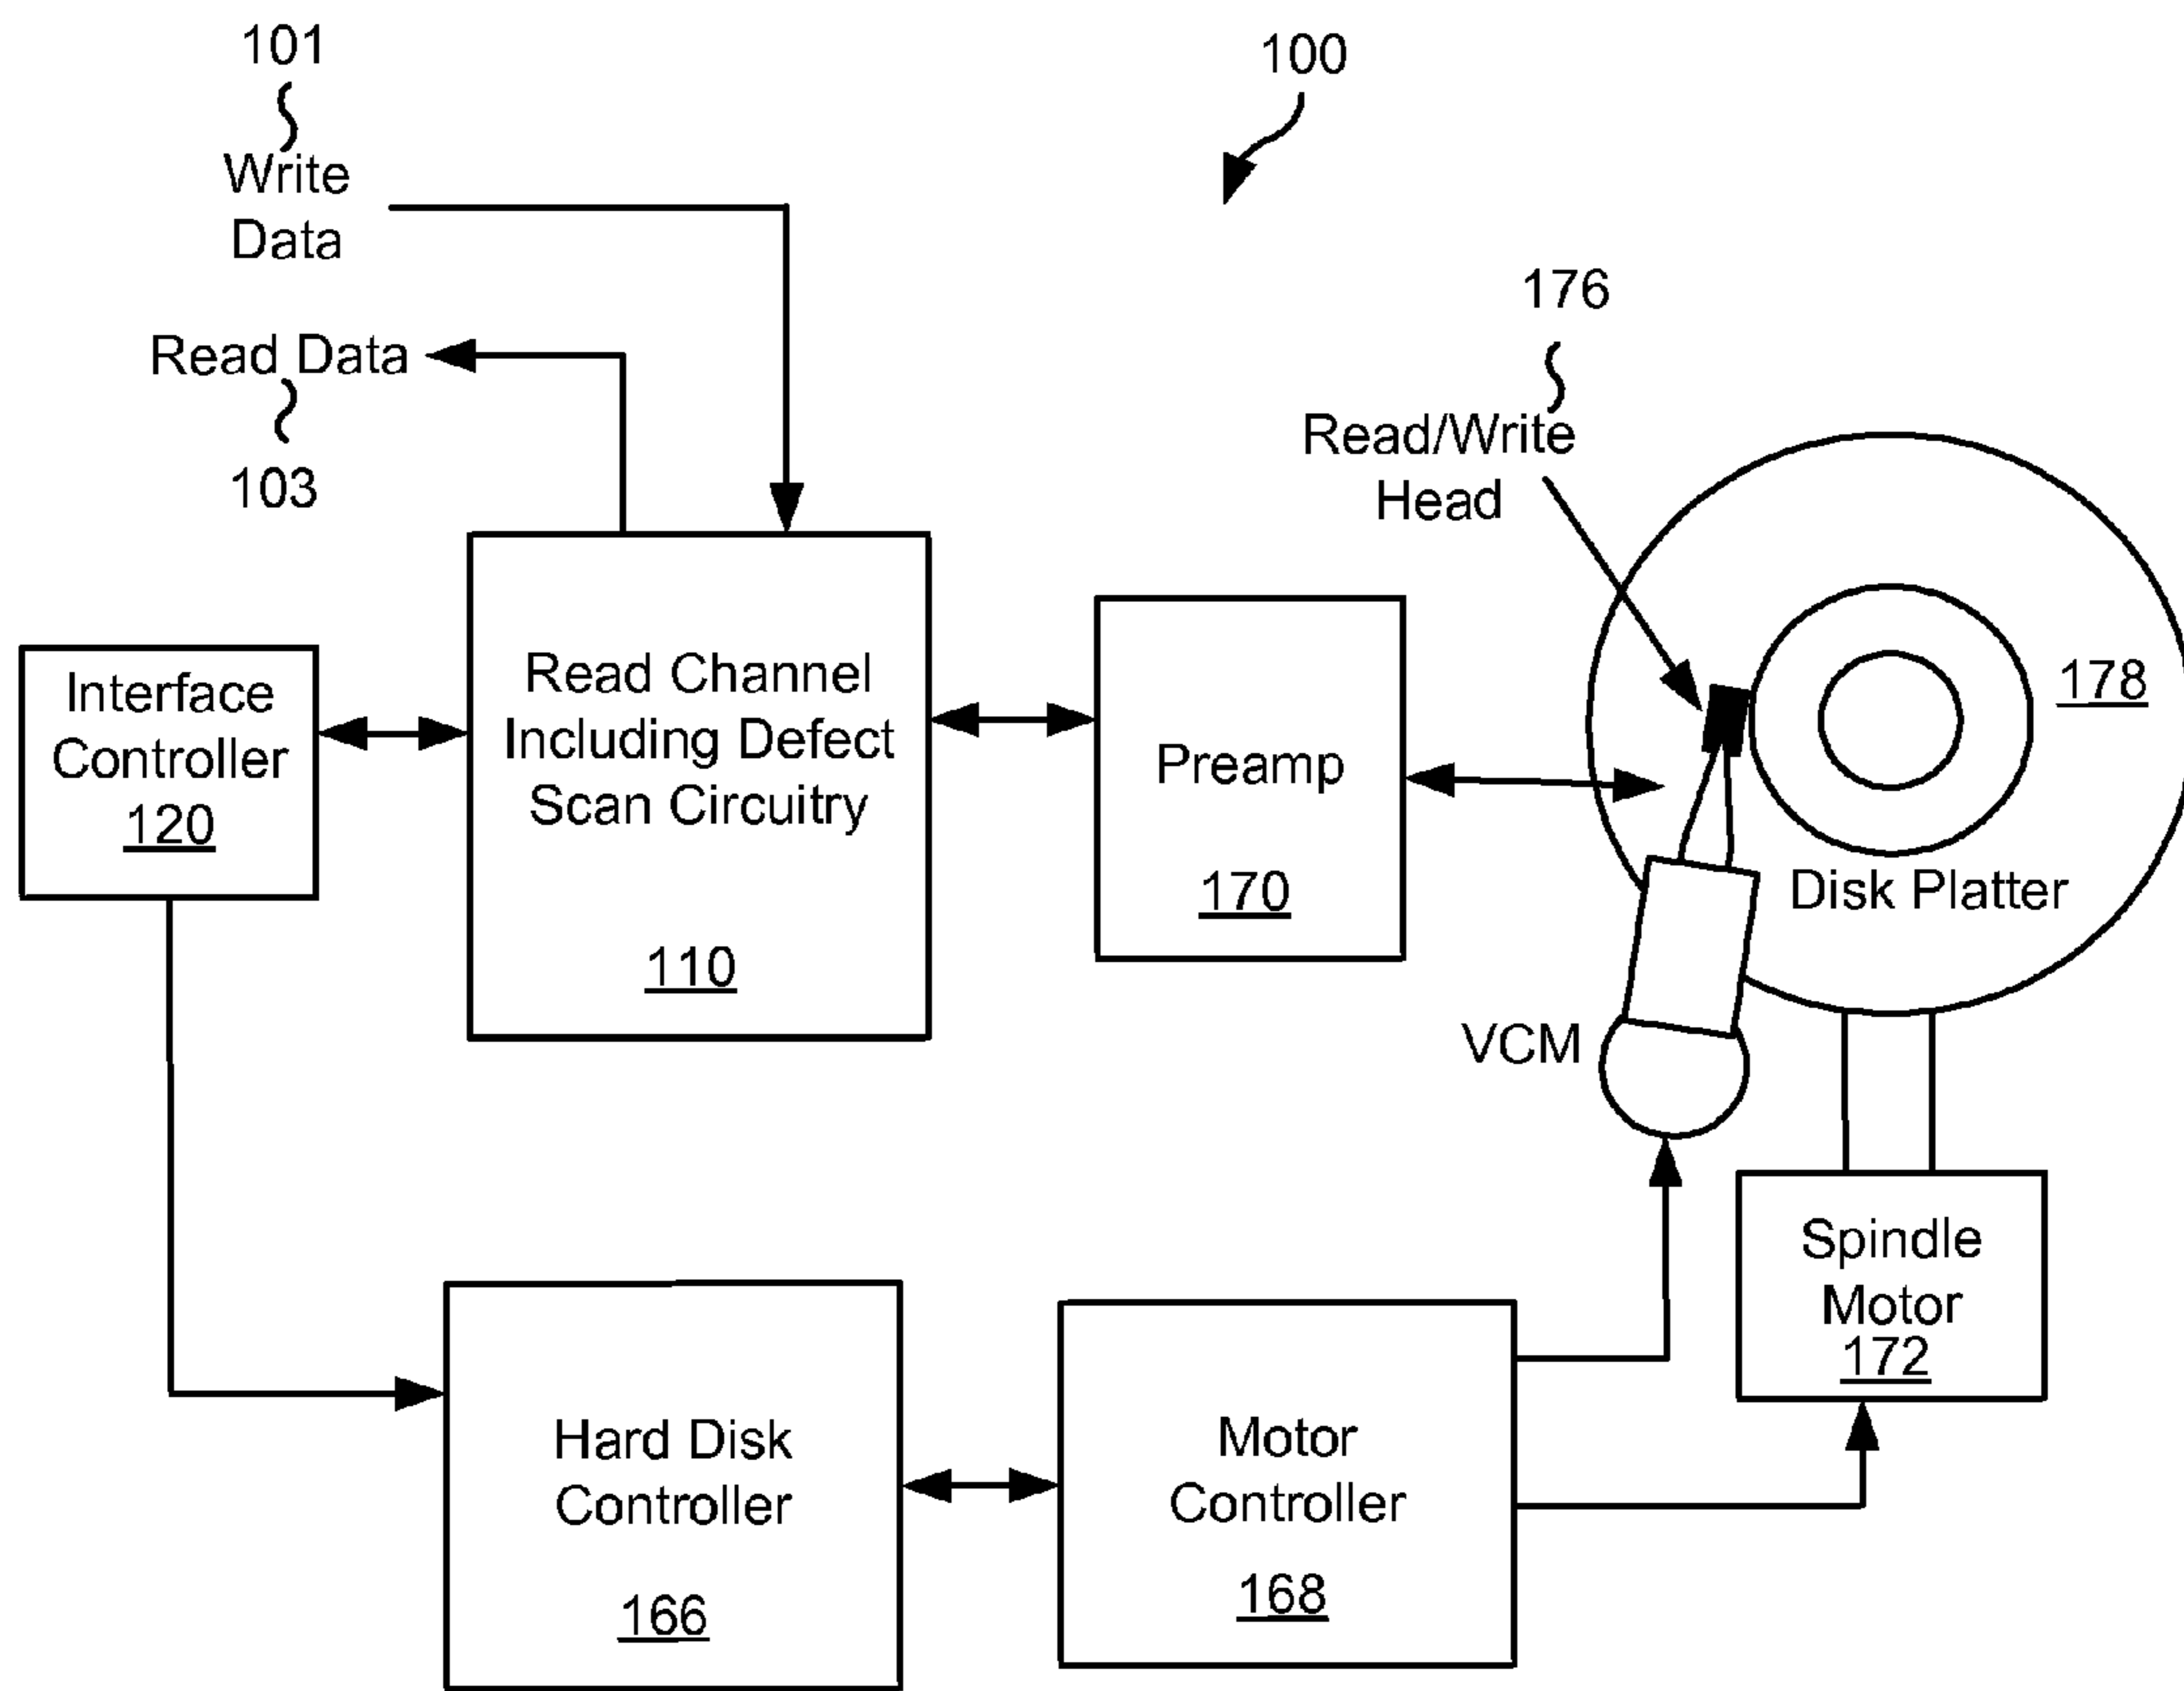 101
Write
Data
100
Read Data
103
176
Read/Write
Head
178
Disk Platter
Interface
Controller
120
Read Channel
Including Defect
Scan Circuitry
110
Preamp
170
VCM
Spindle
Motor
172
Hard Disk
Controller
166
Motor
Controller
168